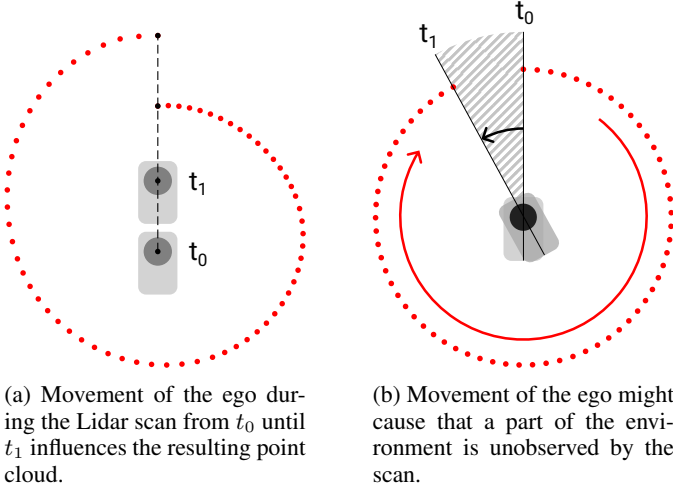 t1
t0
t0
t1
(a) Movement of the ego dur-
ing the Lidar scan from t0 until
t1 influences the resulting point
cloud.
(b) Movement of the ego might
cause that a part of the envi-
ronment is unobserved by the
scan.